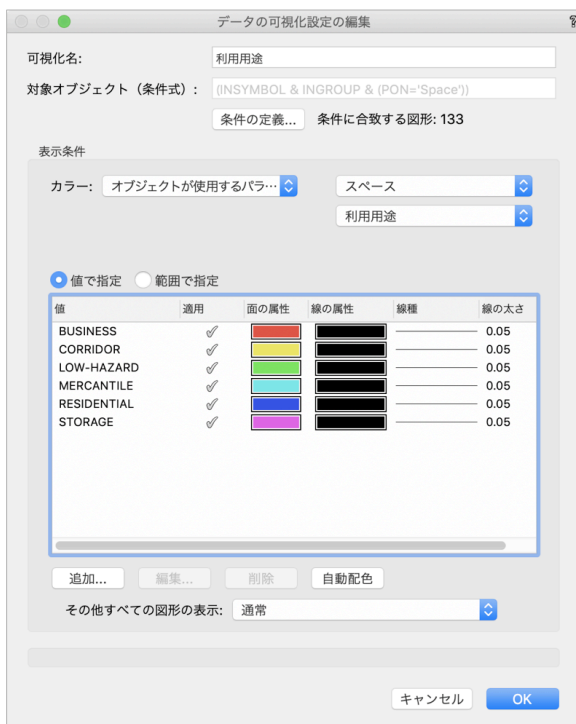 データの可視化設定の編集
?
可視化名: 利用用途
対象オブジェクト（条件式）: (INSYMBOL & INGROUP & (PON='Space'))
条件の定義... 条件に合致する図形: 133
表示条件
カラー: オブジェクトが使用するパラ… スペース
利用用途
値で指定 範囲で指定
値 適用 面の属性 線の属性 線種 線の太さ
BUSINESS 0.05
CORRIDOR 0.05
LOW-HAZARD 0.05
MERCANTILE 0.05
RESIDENTIAL 0.05
STORAGE 0.05
追加... 編集... 削除 自動配色
その他すべての図形の表示: 通常
キャンセル OK